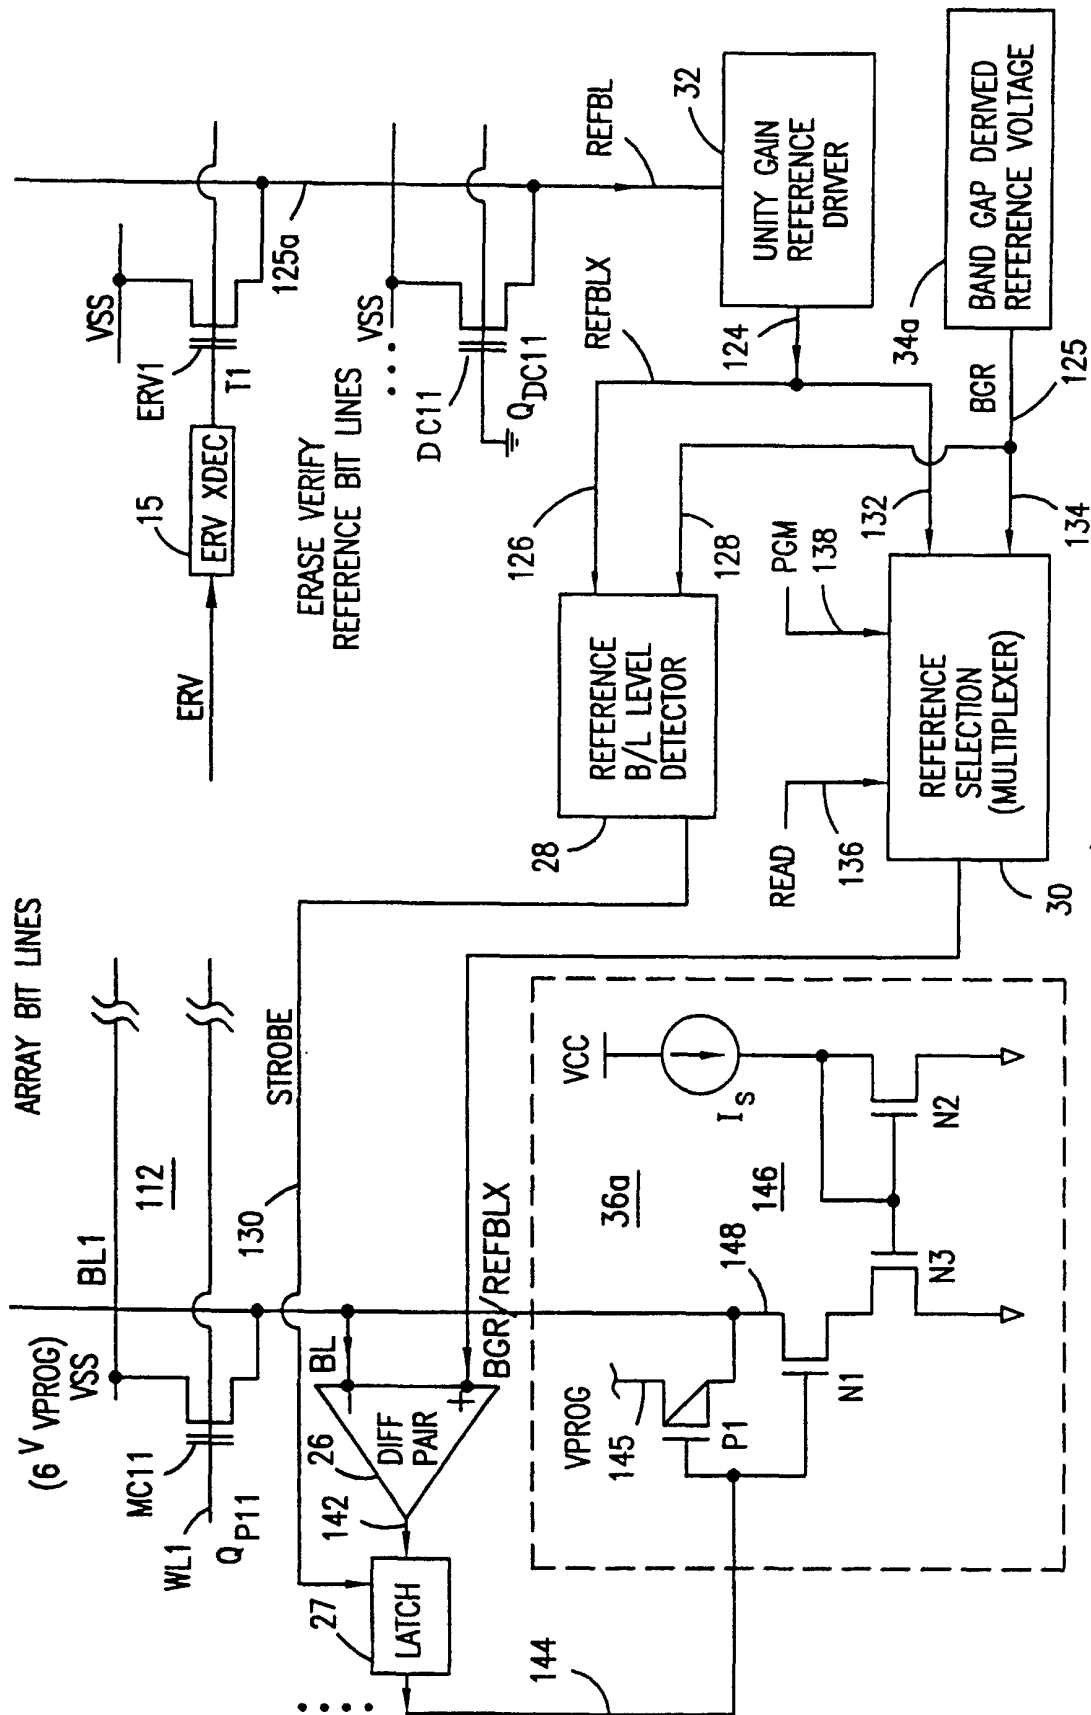 ARRAY BIT LINES
(6V VPROG)
VSS
BL1
112
MC11
WL1
QP11
130
STROBE
BL
BGR/REFBLX
26
DIFF
PAIR
142
27
LATCH
144
ERV
15
ERV XDEC
ERV1
T1
VSS
125a
ERASE VERIFY
REFERENCE BIT LINES
VSS
DC11
QDC11
REFBL
32
UNITY GAIN
REFERENCE
DRIVER
124
REFBLX
126
128
REFERENCE
B/L LEVEL
DETECTOR
28
34a
BAND GAP DERIVED
REFERENCE VOLTAGE
BGR
125
132
134
PGM
138
READ
136
REFERENCE
SELECTION
(MULTIPLEXER)
30
36a
VCC
IS
146
148
VPROG
145
P1
N1
N3
N2